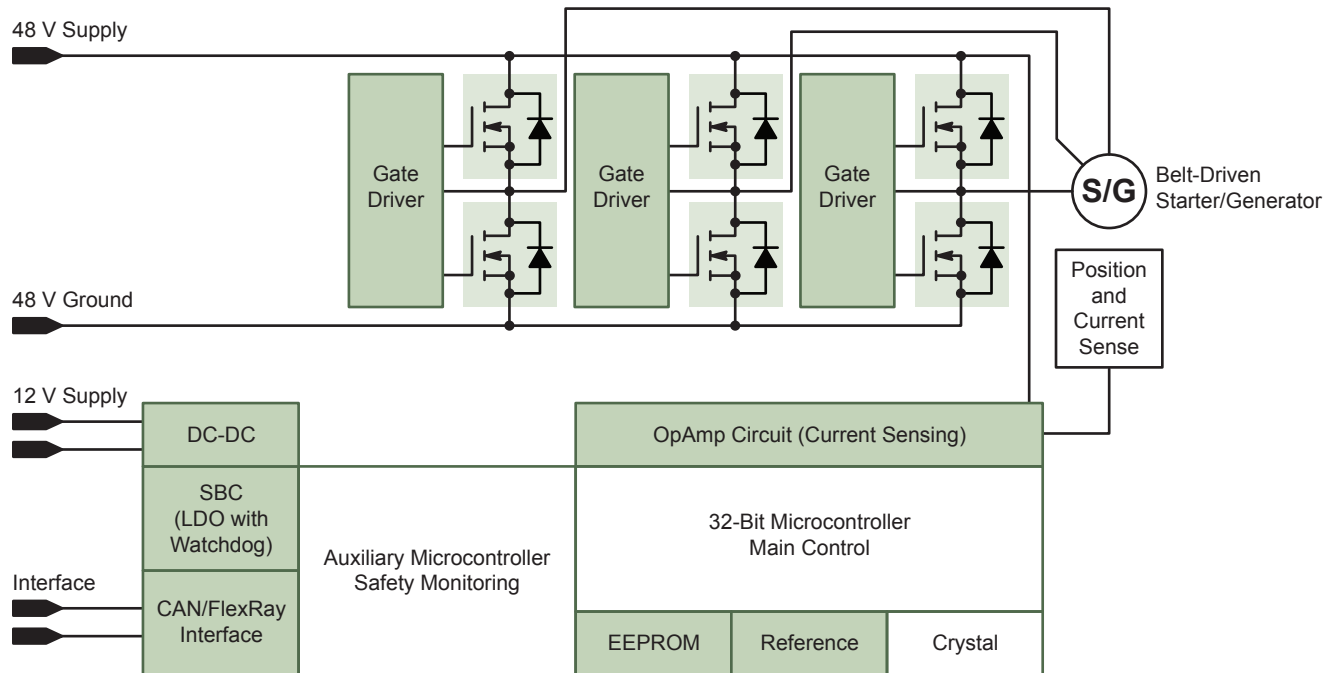 48 V Supply
Gate
Driver
Gate
Driver
Gate
Driver
S/G
Belt-Driven
Starter/Generator
48 V Ground
Position
and
Current
Sense
12 V Supply
DC-DC
OpAmp Circuit (Current Sensing)
SBC
(LDO with
Watchdog)
32-Bit Microcontroller
Main Control
Auxiliary Microcontroller
Safety Monitoring
Interface
CAN/FlexRay
Interface
EEPROM
Reference
Crystal